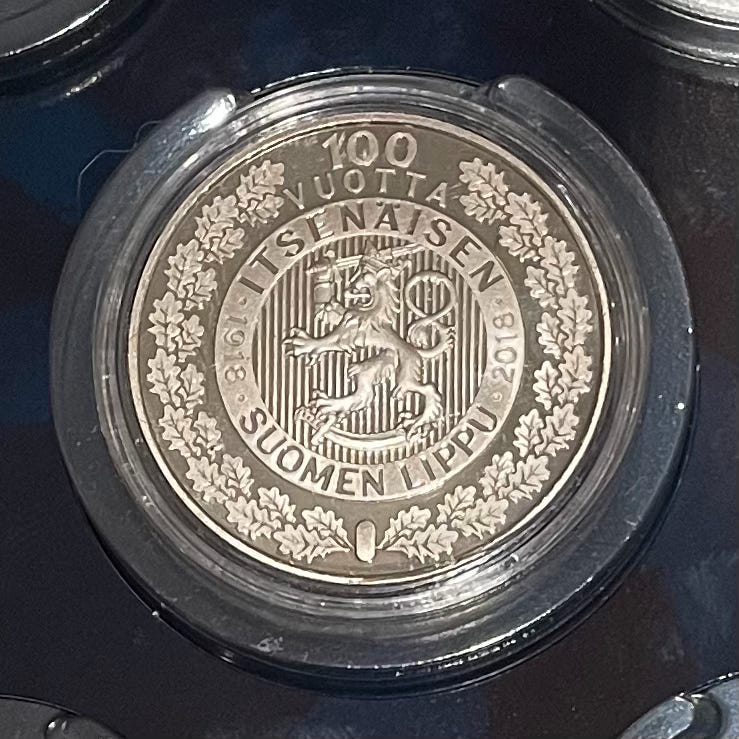 100
VUOTTA
ITSENÄISEN
SUOMEN LIPPU
1918
2018